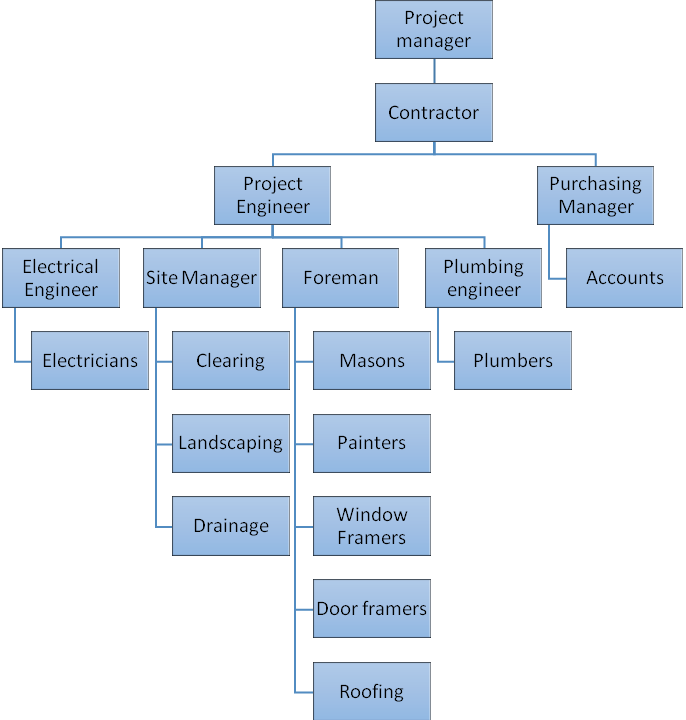 Project
manager
Contractor
Project
Engineer
Purchasing
Manager
Electrical
Engineer
Site Manager
Foreman
Plumbing
engineer
Accounts
Electricians
Clearing
Masons
Plumbers
Landscaping
Painters
Drainage
Window
Framers
Door framers
Roofing